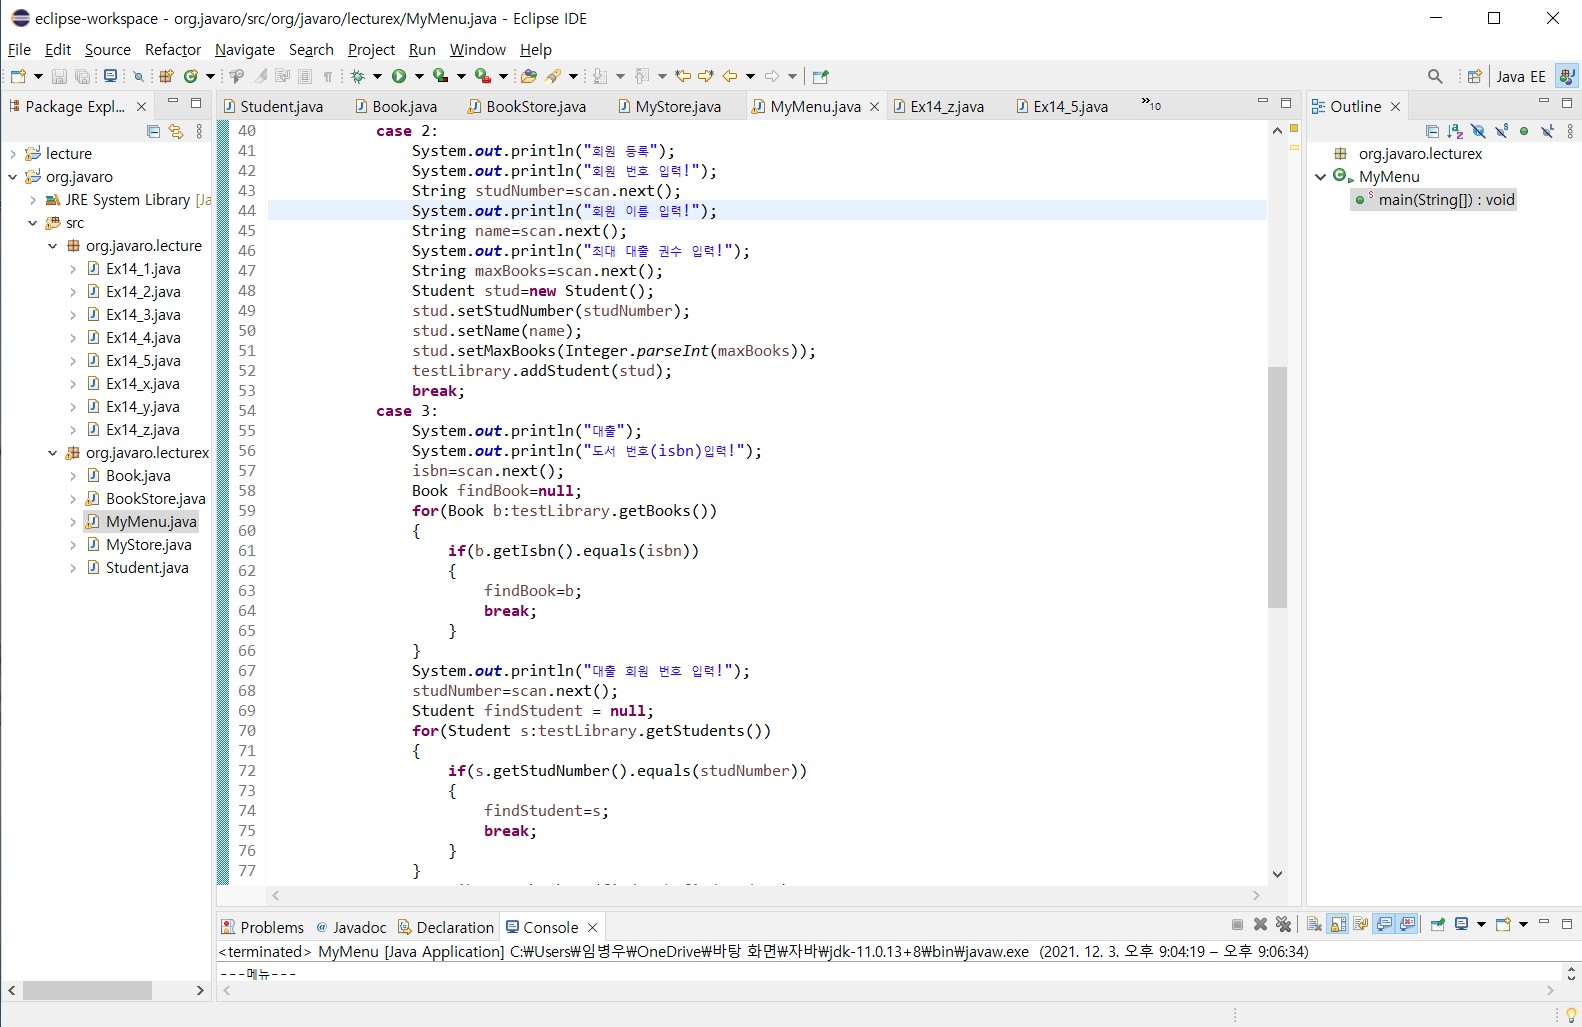 eclipse-workspace - org.javaro/src/org/javaro/lecturex/MyMenu.java - Eclipse IDE
File Edit Source Refactor Navigate Search Project Run Window Help
Java EE
Package Expl...
lecture
org.javaro
JRE System Library [Ja
src
org.javaro.lecture
Ex14_1.java
Ex14_2.java
Ex14_3.java
Ex14_4.java
Ex14_5.java
Ex14_x.java
Ex14_y.java
Ex14_z.java
org.javaro.lecturex
Book.java
BookStore.java
MyMenu.java
MyStore.java
Student.java
Student.java Book.java BookStore.java MyStore.java MyMenu.java Ex14_z.java Ex14_5.java »10
40 case 2:
41 System.out.println("회원 등록");
42 System.out.println("회원 번호 입력!");
43 String studNumber=scan.next();
44 System.out.println("회원 이름 입력!");
45 String name=scan.next();
46 System.out.println("최대 대출 권수 입력!");
47 String maxBooks=scan.next();
48 Student stud=new Student();
49 stud.setStudNumber(studNumber);
50 stud.setName(name);
51 stud.setMaxBooks(Integer.parseInt(maxBooks));
52 testLibrary.addStudent(stud);
53 break;
54 case 3:
55 System.out.println("대출");
56 System.out.println("도서 번호(isbn)입력!");
57 isbn=scan.next();
58 Book findBook=null;
59 for(Book b:testLibrary.getBooks())
60 {
61 if(b.getIsbn().equals(isbn))
62 {
63 findBook=b;
64 break;
65 }
66 }
67 System.out.println("대출 회원 번호 입력!");
68 studNumber=scan.next();
69 Student findStudent = null;
70 for(Student s:testLibrary.getStudents())
71 {
72 if(s.getStudNumber().equals(studNumber))
73 {
74 findStudent=s;
75 break;
76 }
77 }
Outline
org.javaro.lecturex
MyMenu
main(String[]) : void
Problems Javadoc Declaration Console
<terminated> MyMenu [Java Application] C:₩Users₩임병우₩OneDrive₩바탕 화면₩자바₩jdk-11.0.13+8₩bin₩javaw.exe (2021. 12. 3. 오후 9:04:19 – 오후 9:06:34)
---메뉴---